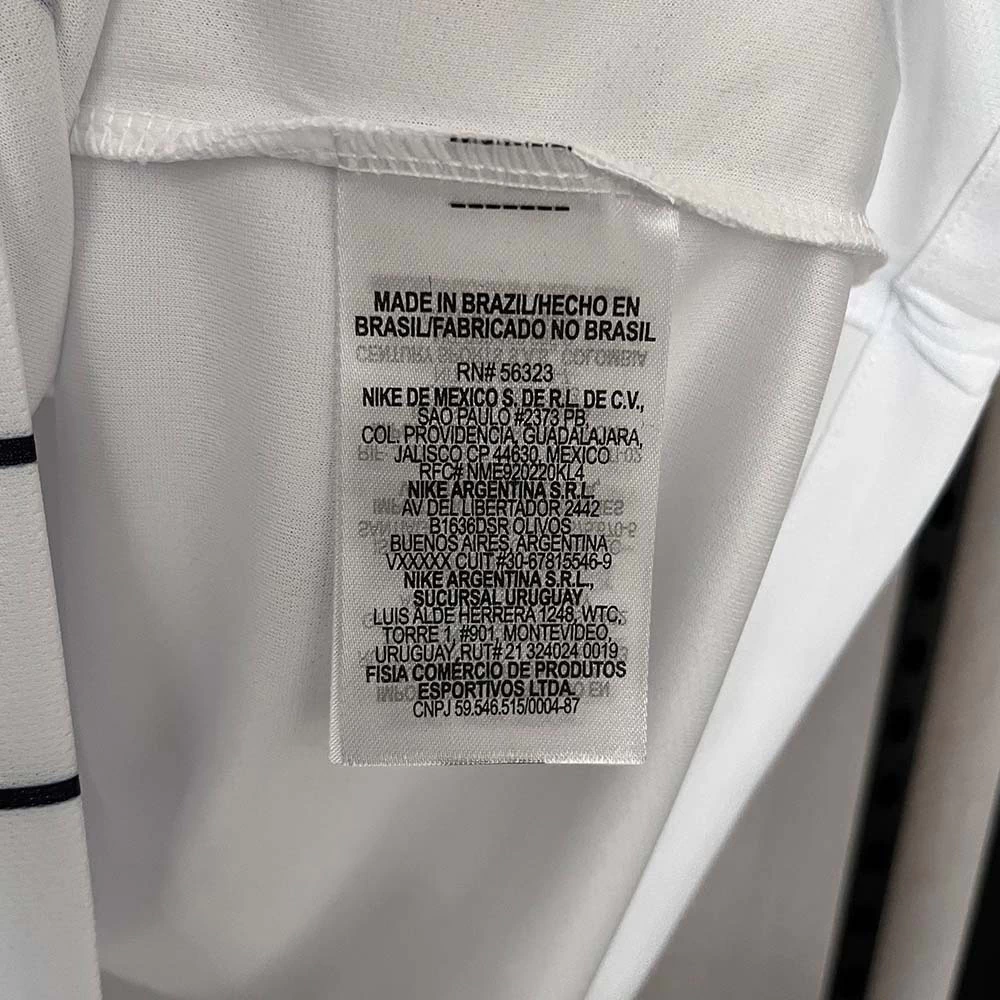 MADE IN BRAZIL/HECHO EN
BRASIL/FABRICADO NO BRASIL
RN# 56323
NIKE DE MEXICO S. DE R.L. DE C.V.,
SAO PAULO #2373 PB,
COL. PROVIDENCIA, GUADALAJARA,
JALISCO CP 44630, MEXICO
RFC# NME920220KL4
NIKE ARGENTINA S.R.L.
AV DEL LIBERTADOR 2442
B1636DSR OLIVOS
BUENOS AIRES, ARGENTINA
VXXXXX CUIT #30-67815546-9
NIKE ARGENTINA S.R.L.,
SUCURSAL URUGUAY
LUIS ALDE HERRERA 1248, WTC,
TORRE 1, #901, MONTEVIDEO,
URUGUAY, RUT# 21 324024 0019
FISIA COMÉRCIO DE PRODUTOS
ESPORTIVOS LTDA.
CNPJ 59.546.515/0004-87